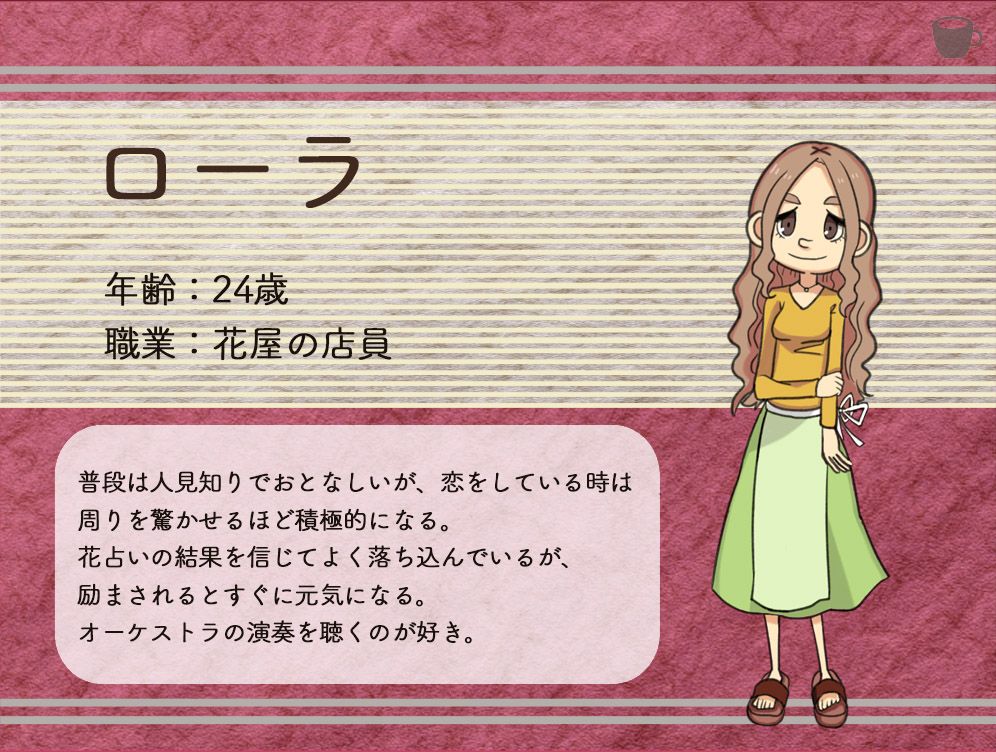 ローラ
年齢：24歳
職業：花屋の店員
普段は人見知りでおとなしいが、恋をしている時は
周りを驚かせるほど積極的になる。
花占いの結果を信じてよく落ち込んでいるが、
励まされるとすぐに元気になる。
オーケストラの演奏を聴くのが好き。